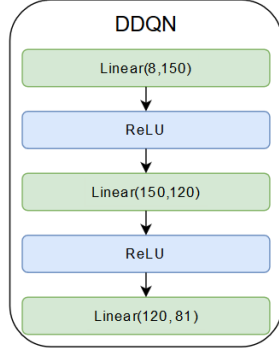 DDQN
Linear(8,150)
ReLU
Linear(150,120)
ReLU
Linear(120,81)